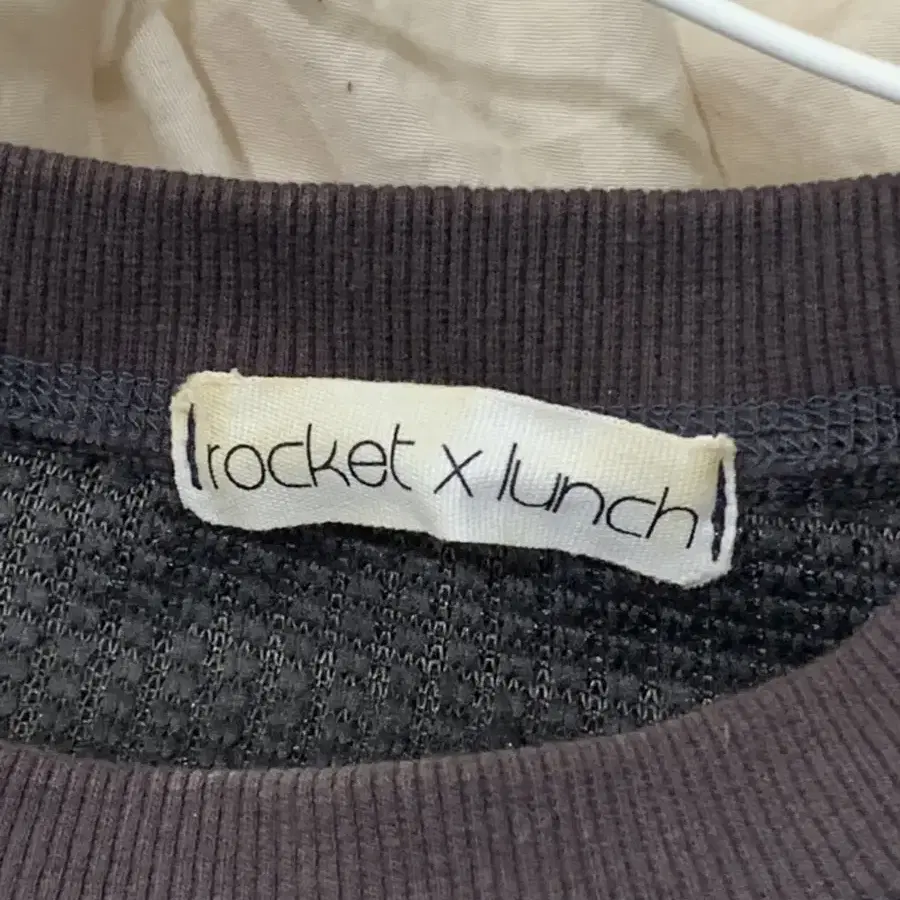 rocket x lunch